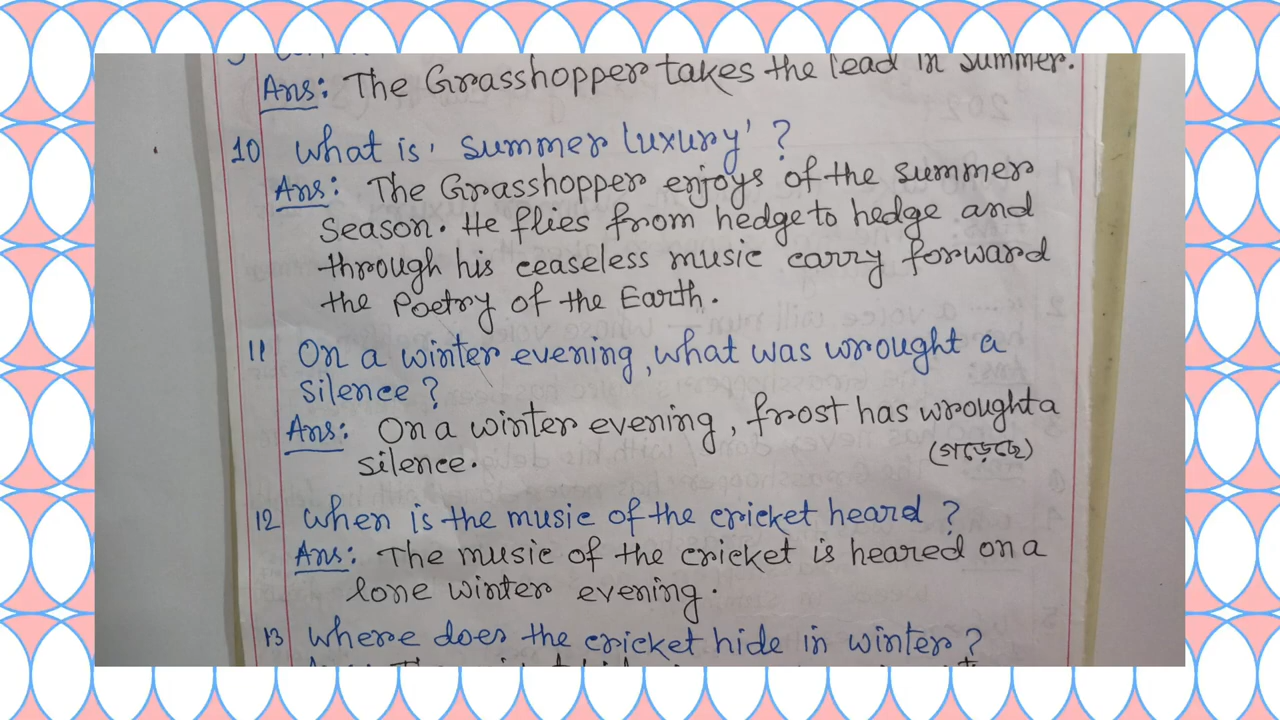 Ans: The Grasshopper takes the lead in summer.
10 What is 'summer luxury' ?
Ans: The Grasshopper enjoys of the summer
season. He flies from hedge to hedge and
through his ceaseless music carry forward
the Poetry of the Earth.
11 On a winter evening, what was wrought a
silence ?
Ans: On a winter evening, frost has wrought a
(গড়েছে)
silence.
12 When is the music of the cricket heard ?
Ans: The music of the cricket is heared on a
lone winter evening.
13 Where does the cricket hide in winter ?